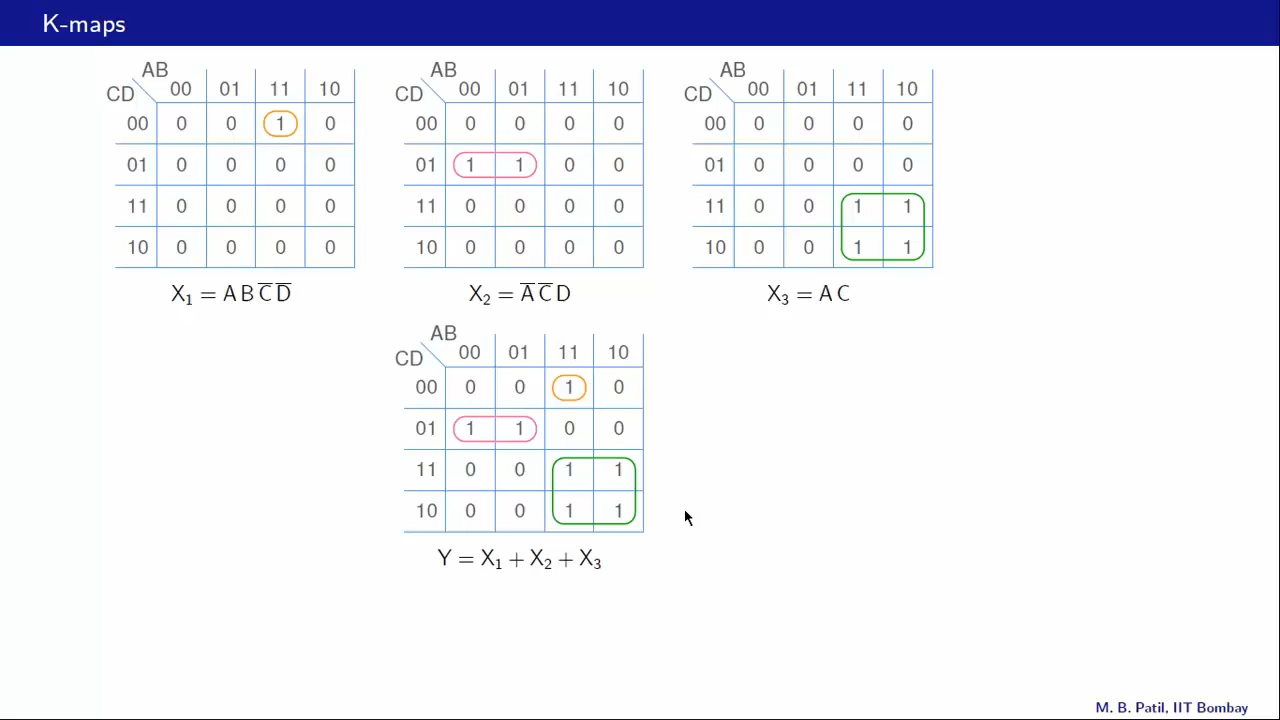 K-maps
AB AB AB
CD 00 01 11 10 CD 00 01 11 10 CD 00 01 11 10
00 0 0 1 0 00 0 0 0 0 00 0 0 0 0
01 0 0 0 0 01 1 1 0 0 01 0 0 0 0
11 0 0 0 0 11 0 0 0 0 11 0 0 1 1
10 0 0 0 0 10 0 0 0 0 10 0 0 1 1
X₁ = A B C̅ D̅ X₂ = A̅ C̅ D X₃ = A C
AB
CD 00 01 11 10
00 0 0 1 0
01 1 1 0 0
11 0 0 1 1
10 0 0 1 1
Y = X₁ + X₂ + X₃
M. B. Patil, IIT Bombay